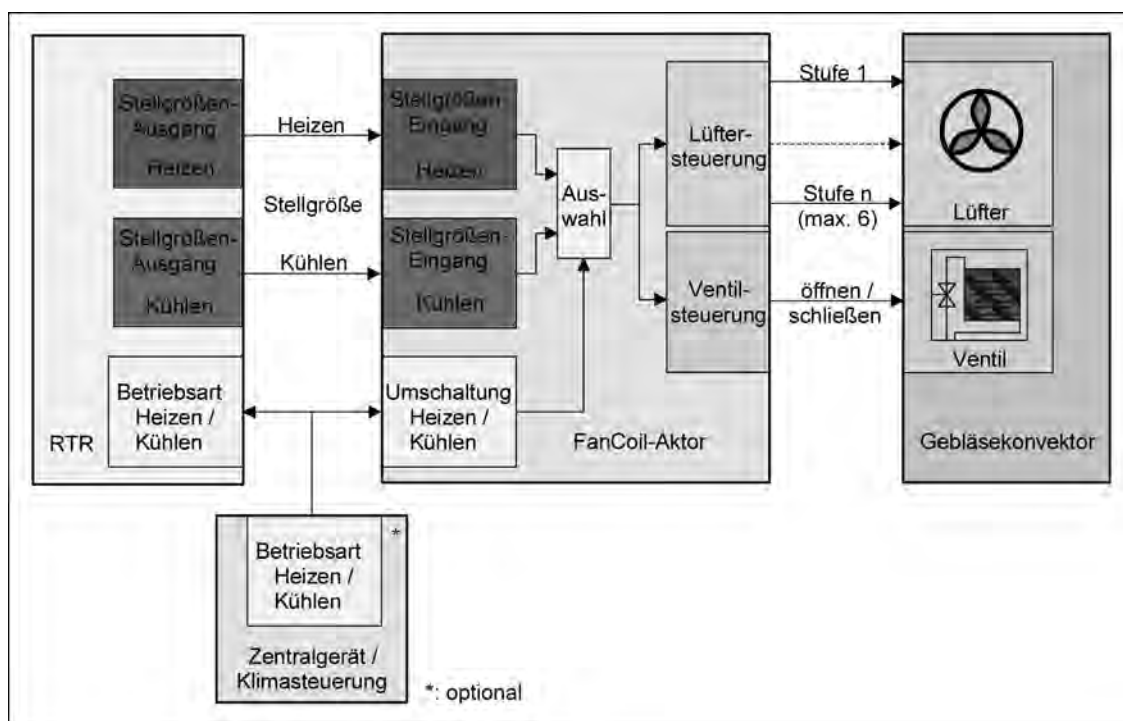 Stellgrößen-
Ausgang
Heizen
Stellgrößen-
Ausgang
Kühlen
Betriebsart
Heizen /
Kühlen
RTR
Heizen
Stellgröße
Kühlen
Stellgrößen-
Eingang
Heizen
Stellgrößen-
Eingang
Kühlen
Umschaltung
Heizen /
Kühlen
Aus-
wahl
Lüfter-
steuerung
Ventil-
steuerung
FanCoil-Aktor
Stufe 1
Stufe n
(max. 6)
öffnen /
schließen
Lüfter
Ventil
Gebläsekonvektor
Betriebsart
Heizen /
Kühlen
*
Zentralgerät /
Klimasteuerung
*: optional